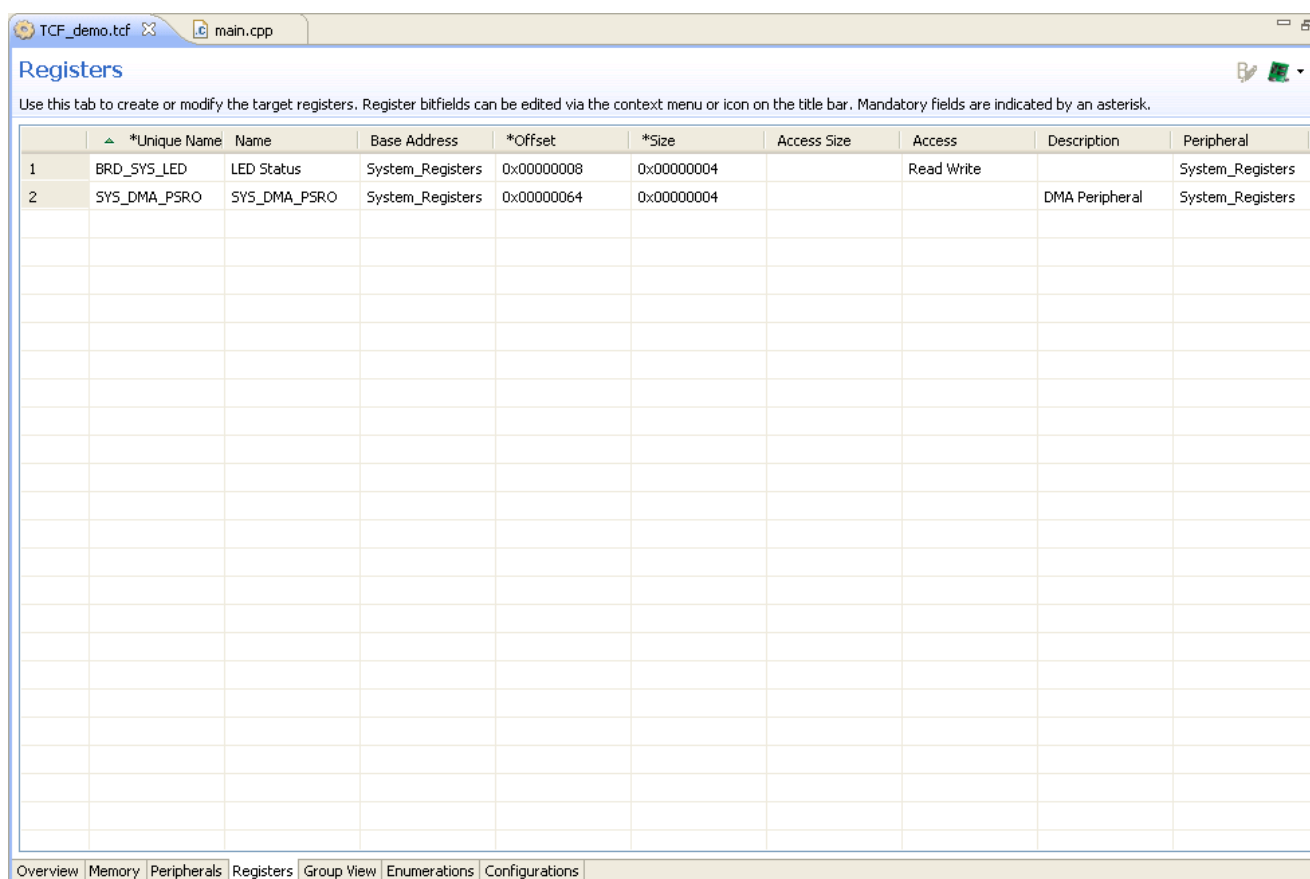 TCF_demo.tcf main.cpp
Registers
Use this tab to create or modify the target registers. Register bitfields can be edited via the context menu or icon on the title bar. Mandatory fields are indicated by an asterisk.
*Unique Name Name Base Address *Offset *Size Access Size Access Description Peripheral
1 BRD_SYS_LED LED Status System_Registers 0x00000008 0x00000004 Read Write System_Registers
2 SYS_DMA_PSRO SYS_DMA_PSRO System_Registers 0x00000064 0x00000004 DMA Peripheral System_Registers
Overview Memory Peripherals Registers Group View Enumerations Configurations